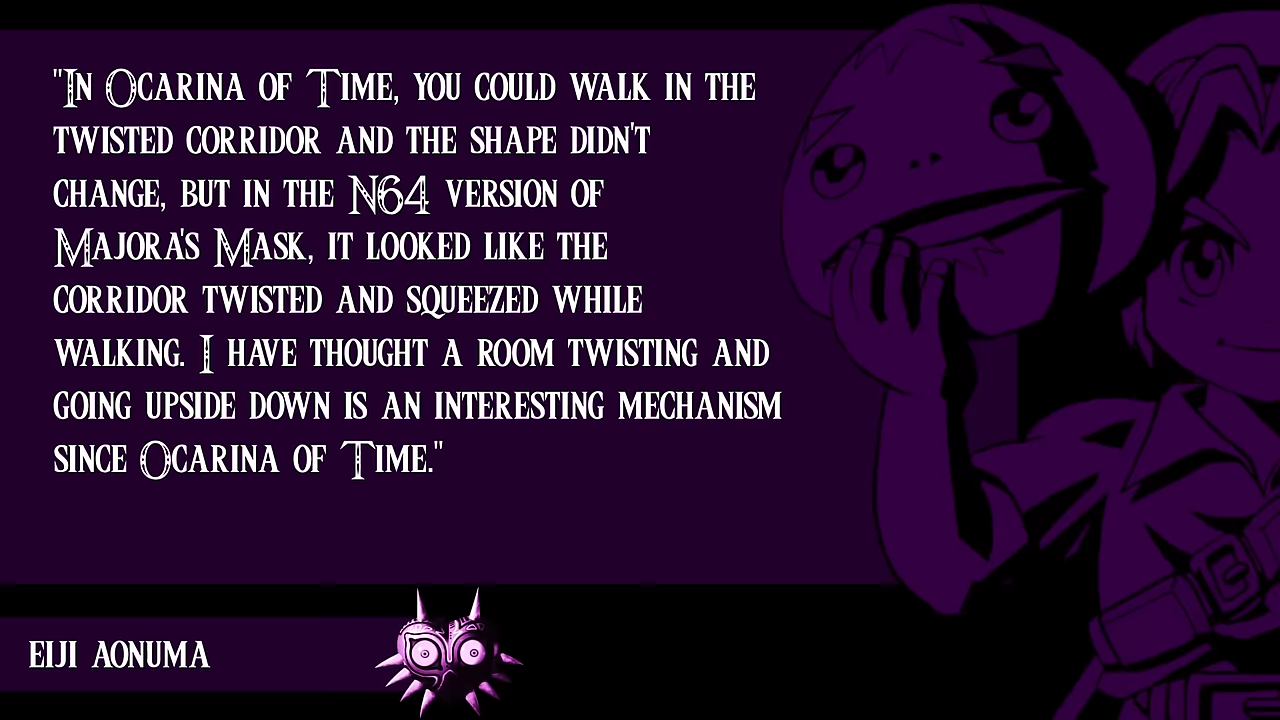 "In Ocarina of Time, you could walk in the
twisted corridor and the shape didn't
change, but in the N64 version of
Majora's Mask, it looked like the
corridor twisted and squeezed while
walking. I have thought a room twisting and
going upside down is an interesting mechanism
since Ocarina of Time."
Eiji Aonuma